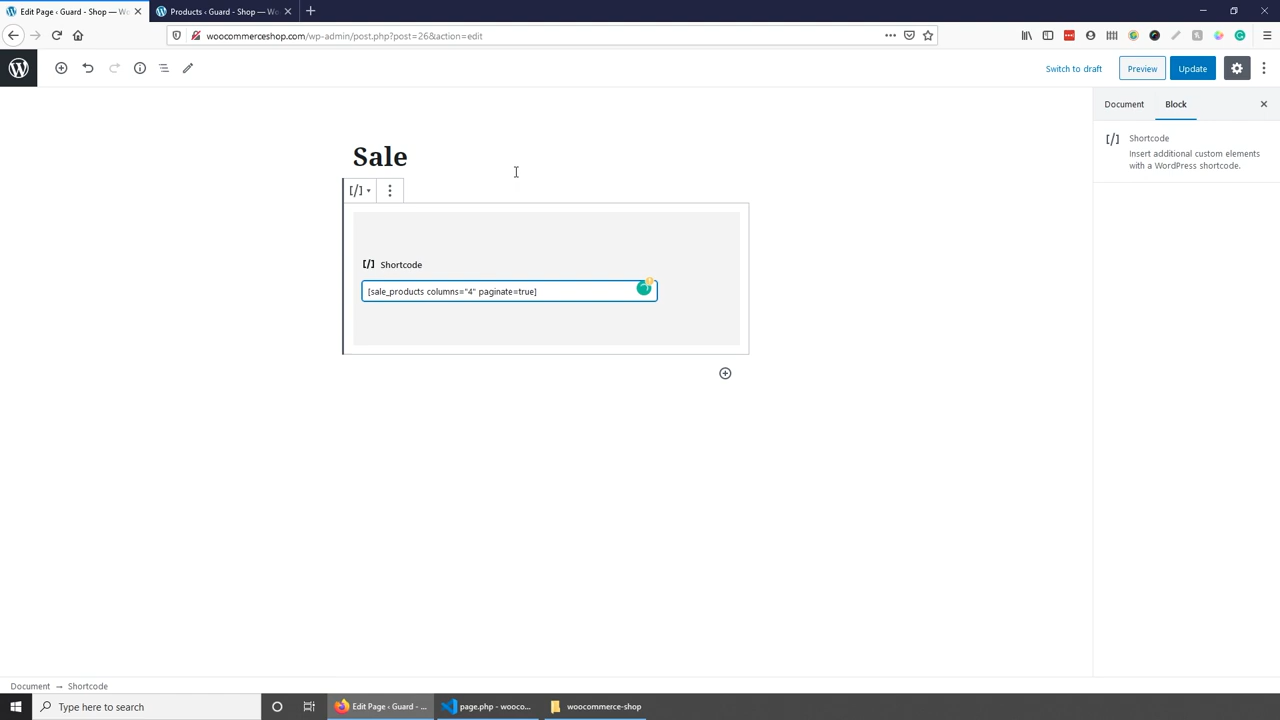 Edit Page ‹ Guard - Shop — Wo
Products ‹ Guard - Shop — Wo
woocommerceshop.com/wp-admin/post.php?post=26&action=edit
Switch to draft
Preview
Update
Document
Block
Shortcode
Insert additional custom elements
with a WordPress shortcode.
Sale
[/]
[/] Shortcode
[sale_products columns="4" paginate=true]
Document → Shortcode
Type here to search
Edit Page ‹ Guard - ...
page.php - wooco...
woocommerce-shop